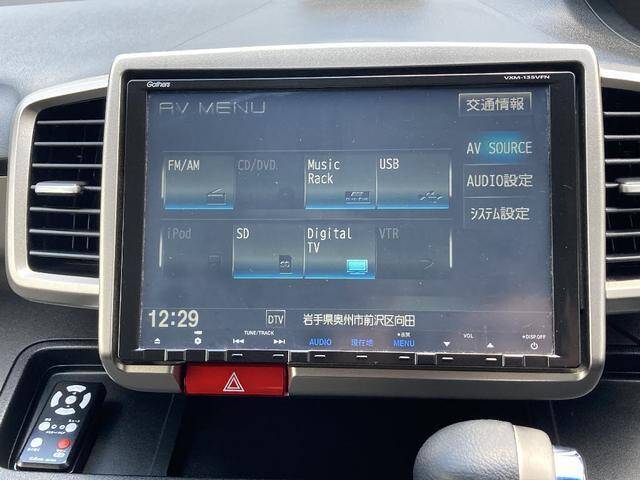 Gathers VXM-135VFN
AV MENU 交通情報
FM/AM CD/DVD Music Rack USB AV SOURCE
AUDIO設定
iPod SD Digital TV VTR システム設定
12:29 DTV 岩手県奥州市前沢区向田
TUNE/TRACK AUDIO 現在地 MENU VOL DISP OFF